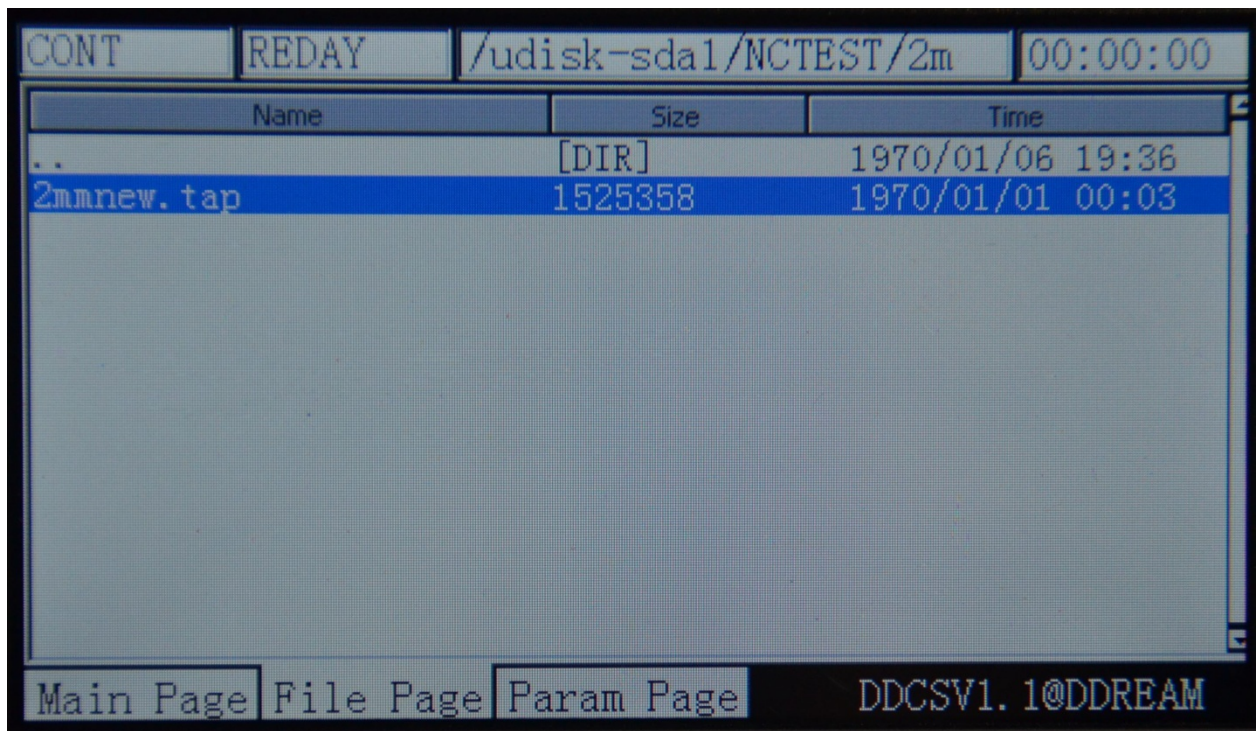 CONT REDAY /udisk-sda1/NCTEST/2m 00:00:00
Name Size Time
.. [DIR] 1970/01/06 19:36
2mmnew.tap 1525358 1970/01/01 00:03
Main Page File Page Param Page DDCSV1.1@DDREAM